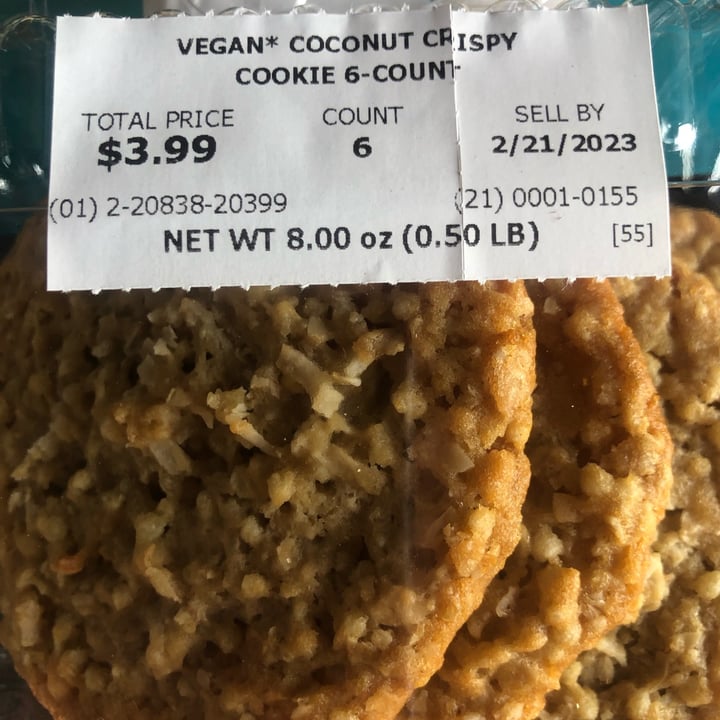 VEGAN* COCONUT CRISPY
COOKIE 6-COUNT
TOTAL PRICE COUNT SELL BY
$3.99 6 2/21/2023
(01) 2-20838-20399 (21) 0001-0155
NET WT 8.00 oz (0.50 LB) [55]